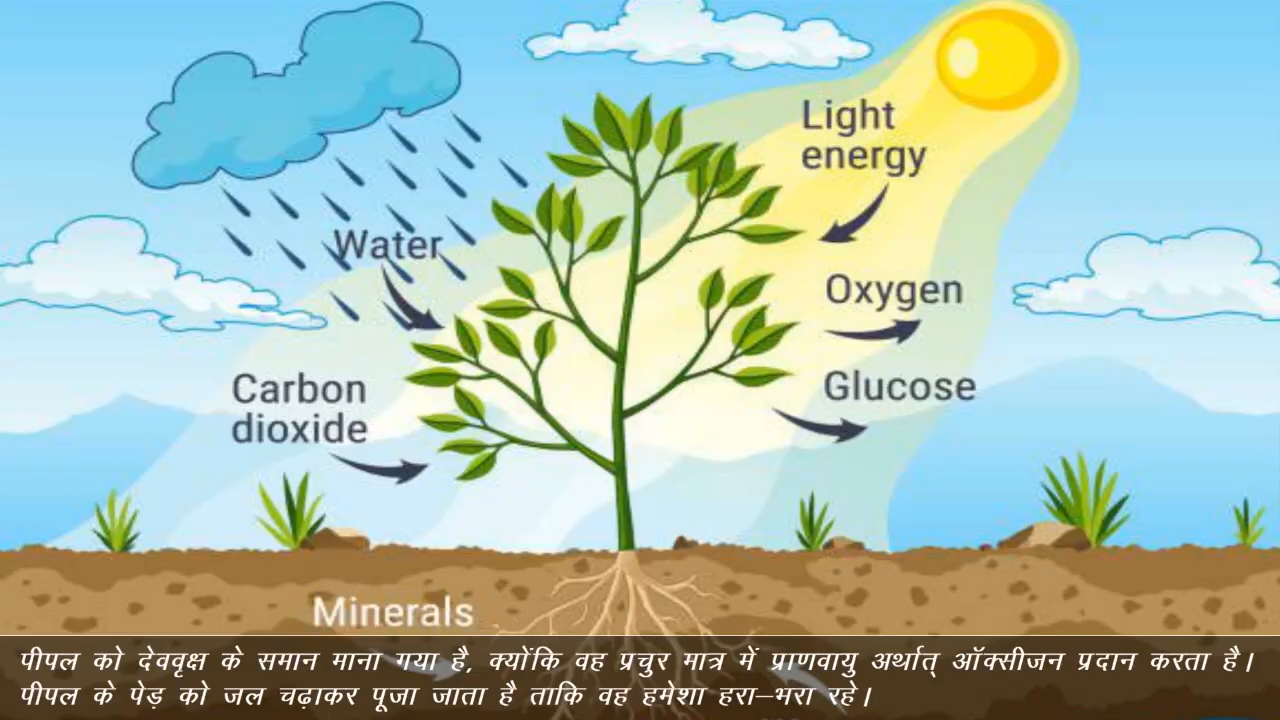 Light
energy
Water
Oxygen
Carbon
dioxide
Glucose
Minerals
पीपल को देववृक्ष के समान माना गया है, क्योंकि वह प्रचुर मात्र में प्राणवायु अर्थात् ऑक्सीजन प्रदान करता है।
पीपल के पेड़ को जल चढ़ाकर पूजा जाता है ताकि वह हमेशा हरा–भरा रहे।